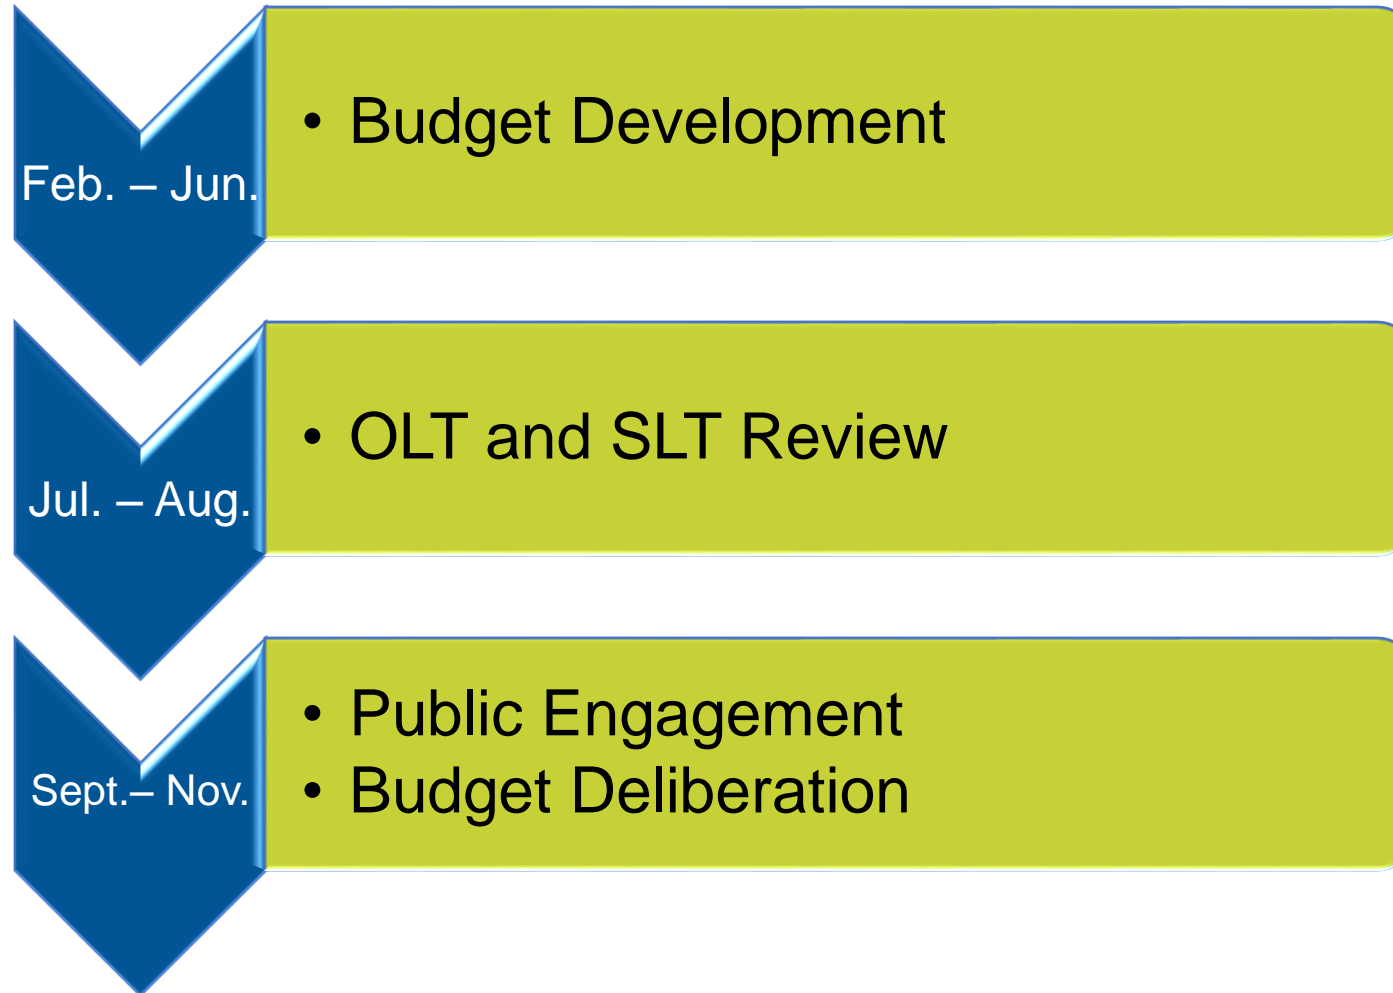 Feb. – Jun.
• Budget Development
Jul. – Aug.
• OLT and SLT Review
Sept.– Nov.
• Public Engagement
• Budget Deliberation